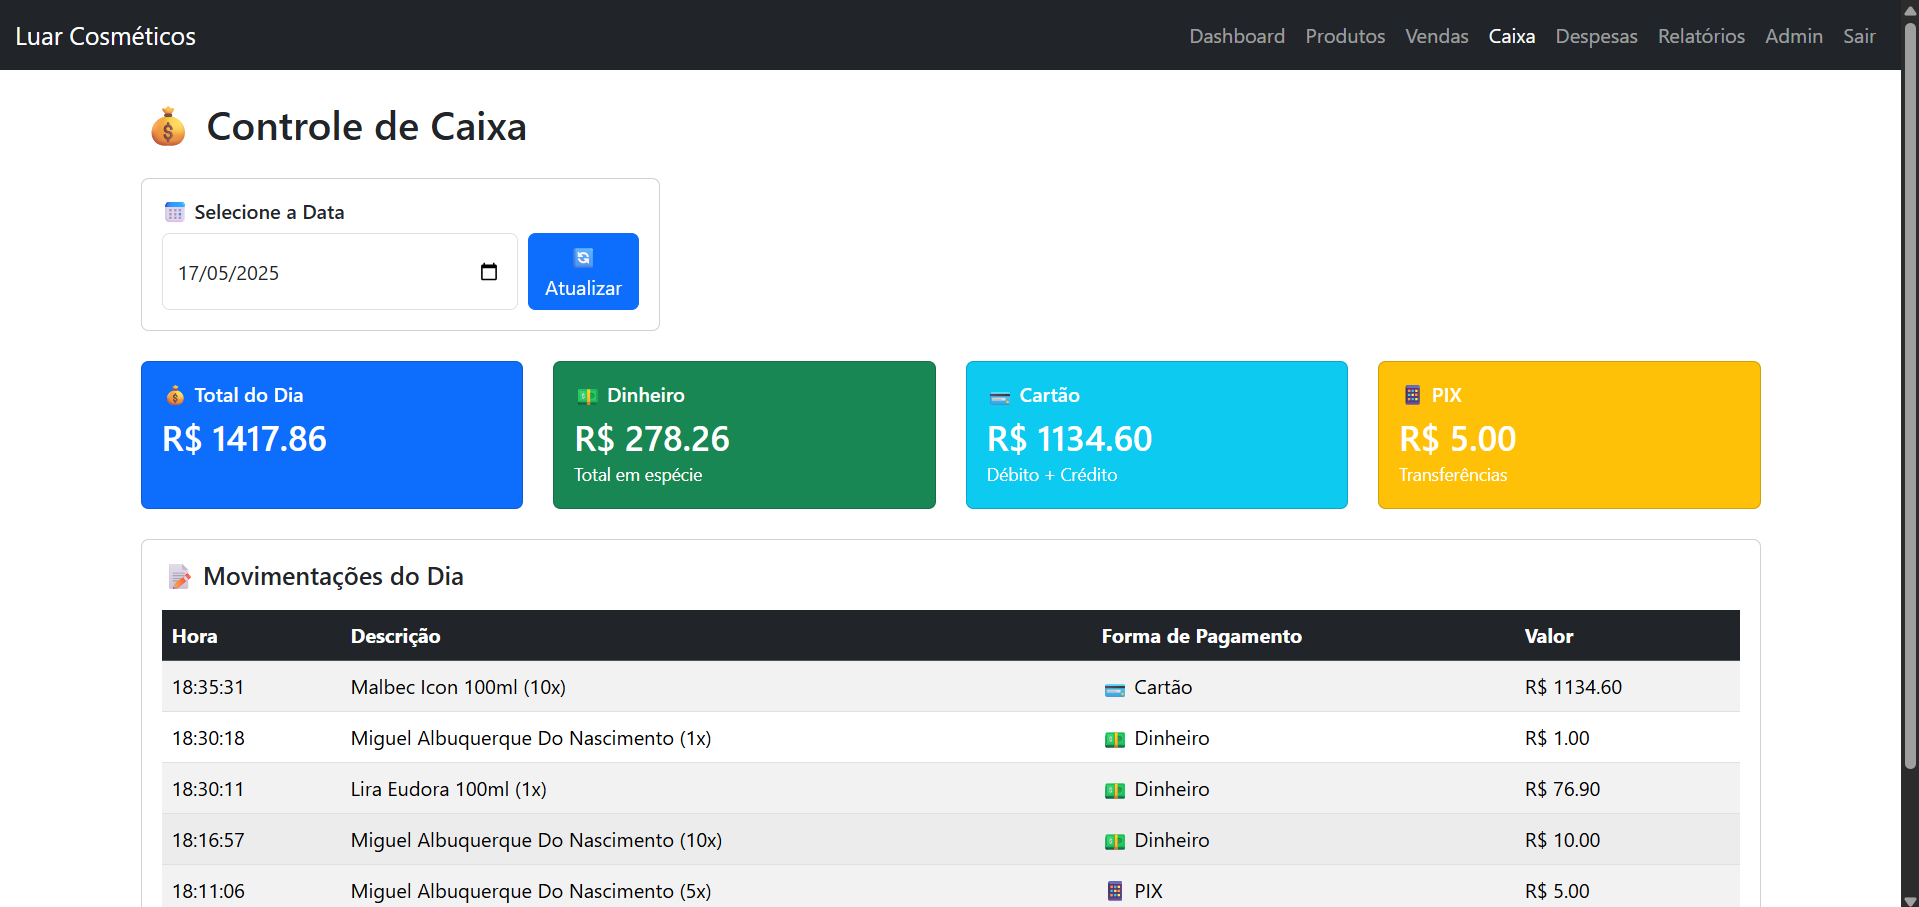 Luar Cosméticos
Dashboard Produtos Vendas Caixa Despesas Relatórios Admin Sair
Controle de Caixa
Selecione a Data
17/05/2025
Atualizar
Total do Dia
R$ 1417.86
Dinheiro
R$ 278.26
Total em espécie
Cartão
R$ 1134.60
Débito + Crédito
PIX
R$ 5.00
Transferências
Movimentações do Dia
Hora Descrição Forma de Pagamento Valor
18:35:31 Malbec Icon 100ml (10x) Cartão R$ 1134.60
18:30:18 Miguel Albuquerque Do Nascimento (1x) Dinheiro R$ 1.00
18:30:11 Lira Eudora 100ml (1x) Dinheiro R$ 76.90
18:16:57 Miguel Albuquerque Do Nascimento (10x) Dinheiro R$ 10.00
18:11:06 Miguel Albuquerque Do Nascimento (5x) PIX R$ 5.00